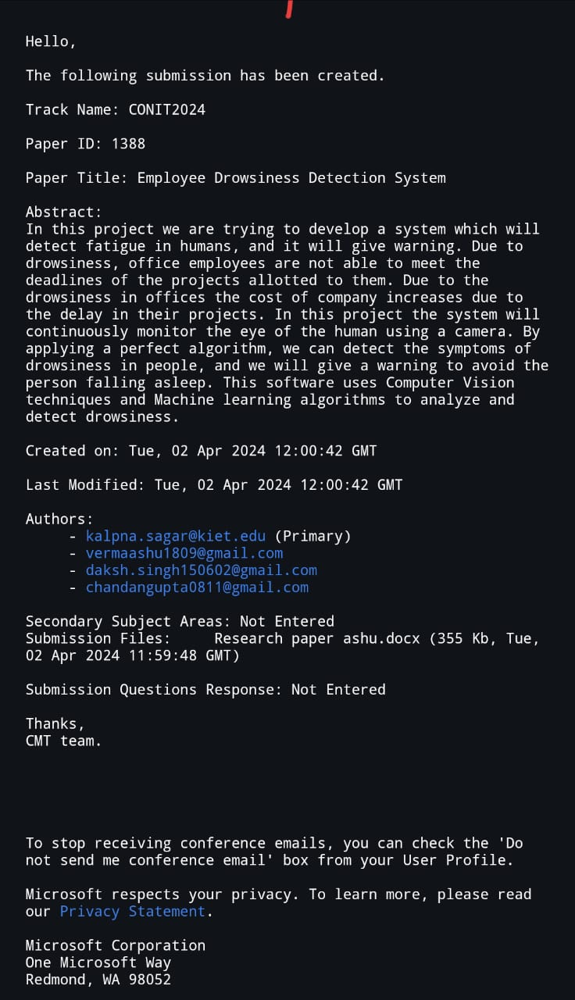 Hello,
The following submission has been created.
Track Name: CONIT2024
Paper ID: 1388
Paper Title: Employee Drowsiness Detection System
Abstract:
In this project we are trying to develop a system which will
detect fatigue in humans, and it will give warning. Due to
drowsiness, office employees are not able to meet the
deadlines of the projects allotted to them. Due to the
drowsiness in offices the cost of company increases due to
the delay in their projects. In this project the system will
continuously monitor the eye of the human using a camera. By
applying a perfect algorithm, we can detect the symptoms of
drowsiness in people, and we will give a warning to avoid the
person falling asleep. This software uses Computer Vision
techniques and Machine learning algorithms to analyze and
detect drowsiness.
Created on: Tue, 02 Apr 2024 12:00:42 GMT
Last Modified: Tue, 02 Apr 2024 12:00:42 GMT
Authors:
- kalpna.sagar@kiet.edu (Primary)
- vermaashu1809@gmail.com
- daksh.singh150602@gmail.com
- chandangupta0811@gmail.com
Secondary Subject Areas: Not Entered
Submission Files: Research paper ashu.docx (355 Kb, Tue,
02 Apr 2024 11:59:48 GMT)
Submission Questions Response: Not Entered
Thanks,
CMT team.
To stop receiving conference emails, you can check the 'Do
not send me conference email' box from your User Profile.
Microsoft respects your privacy. To learn more, please read
our Privacy Statement.
Microsoft Corporation
One Microsoft Way
Redmond, WA 98052